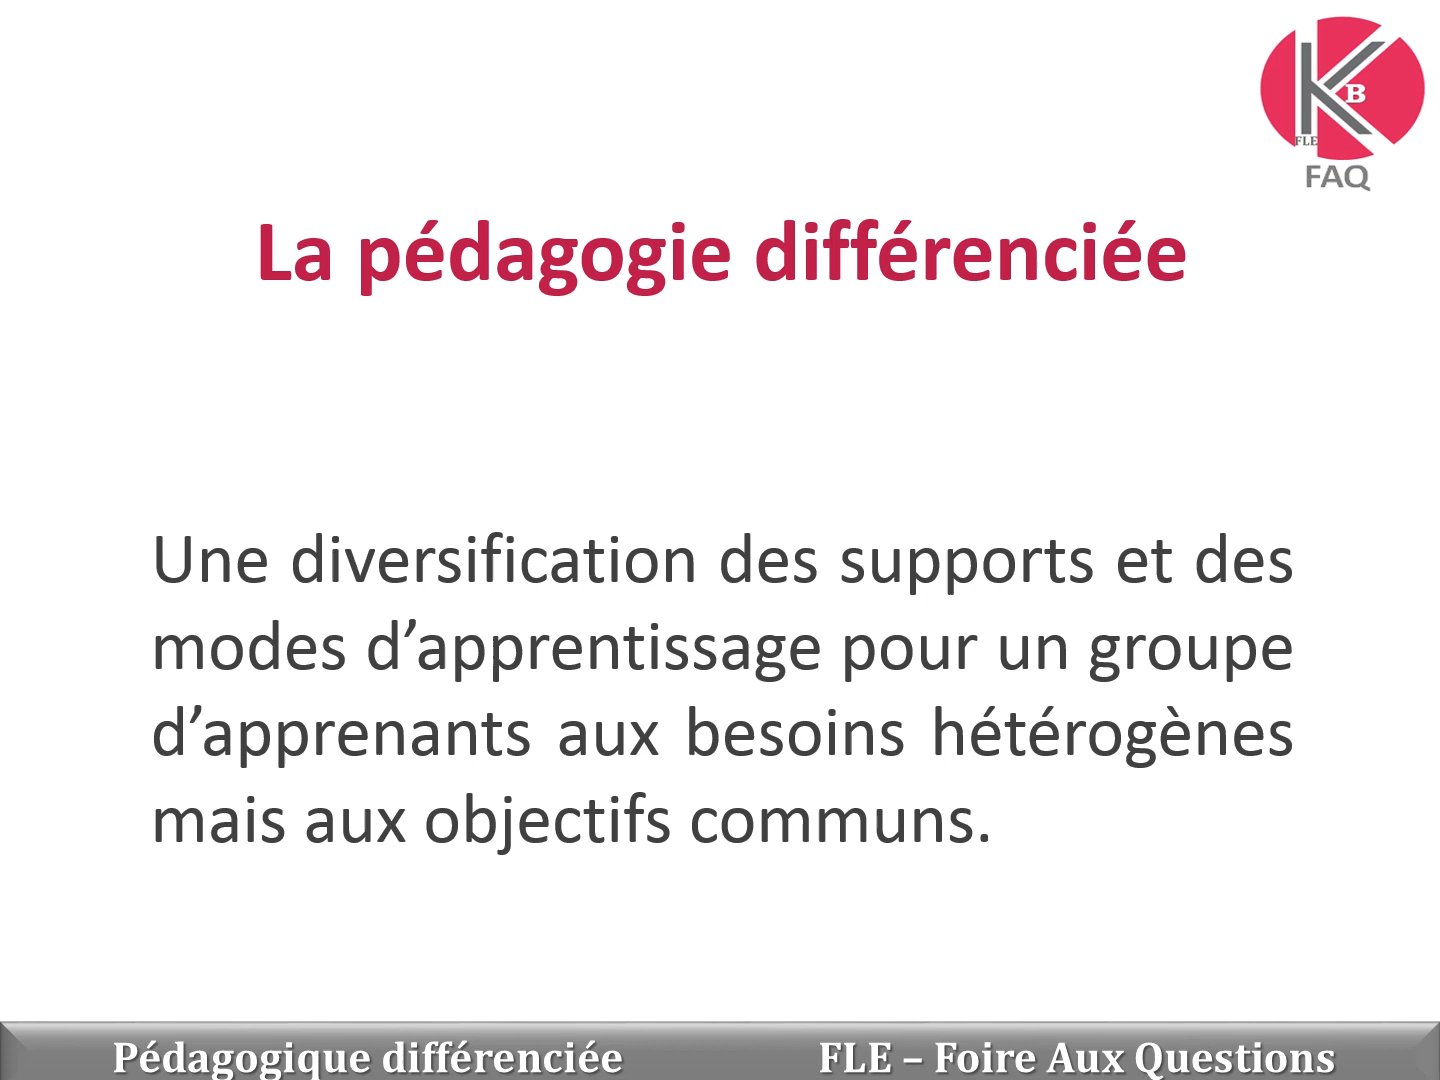 K
B
FLE
FAQ
La pédagogie différenciée
Une diversification des supports et des
modes d’apprentissage pour un groupe
d’apprenants aux besoins hétérogènes
mais aux objectifs communs.
Pédagogique différenciée
FLE – Foire Aux Questions